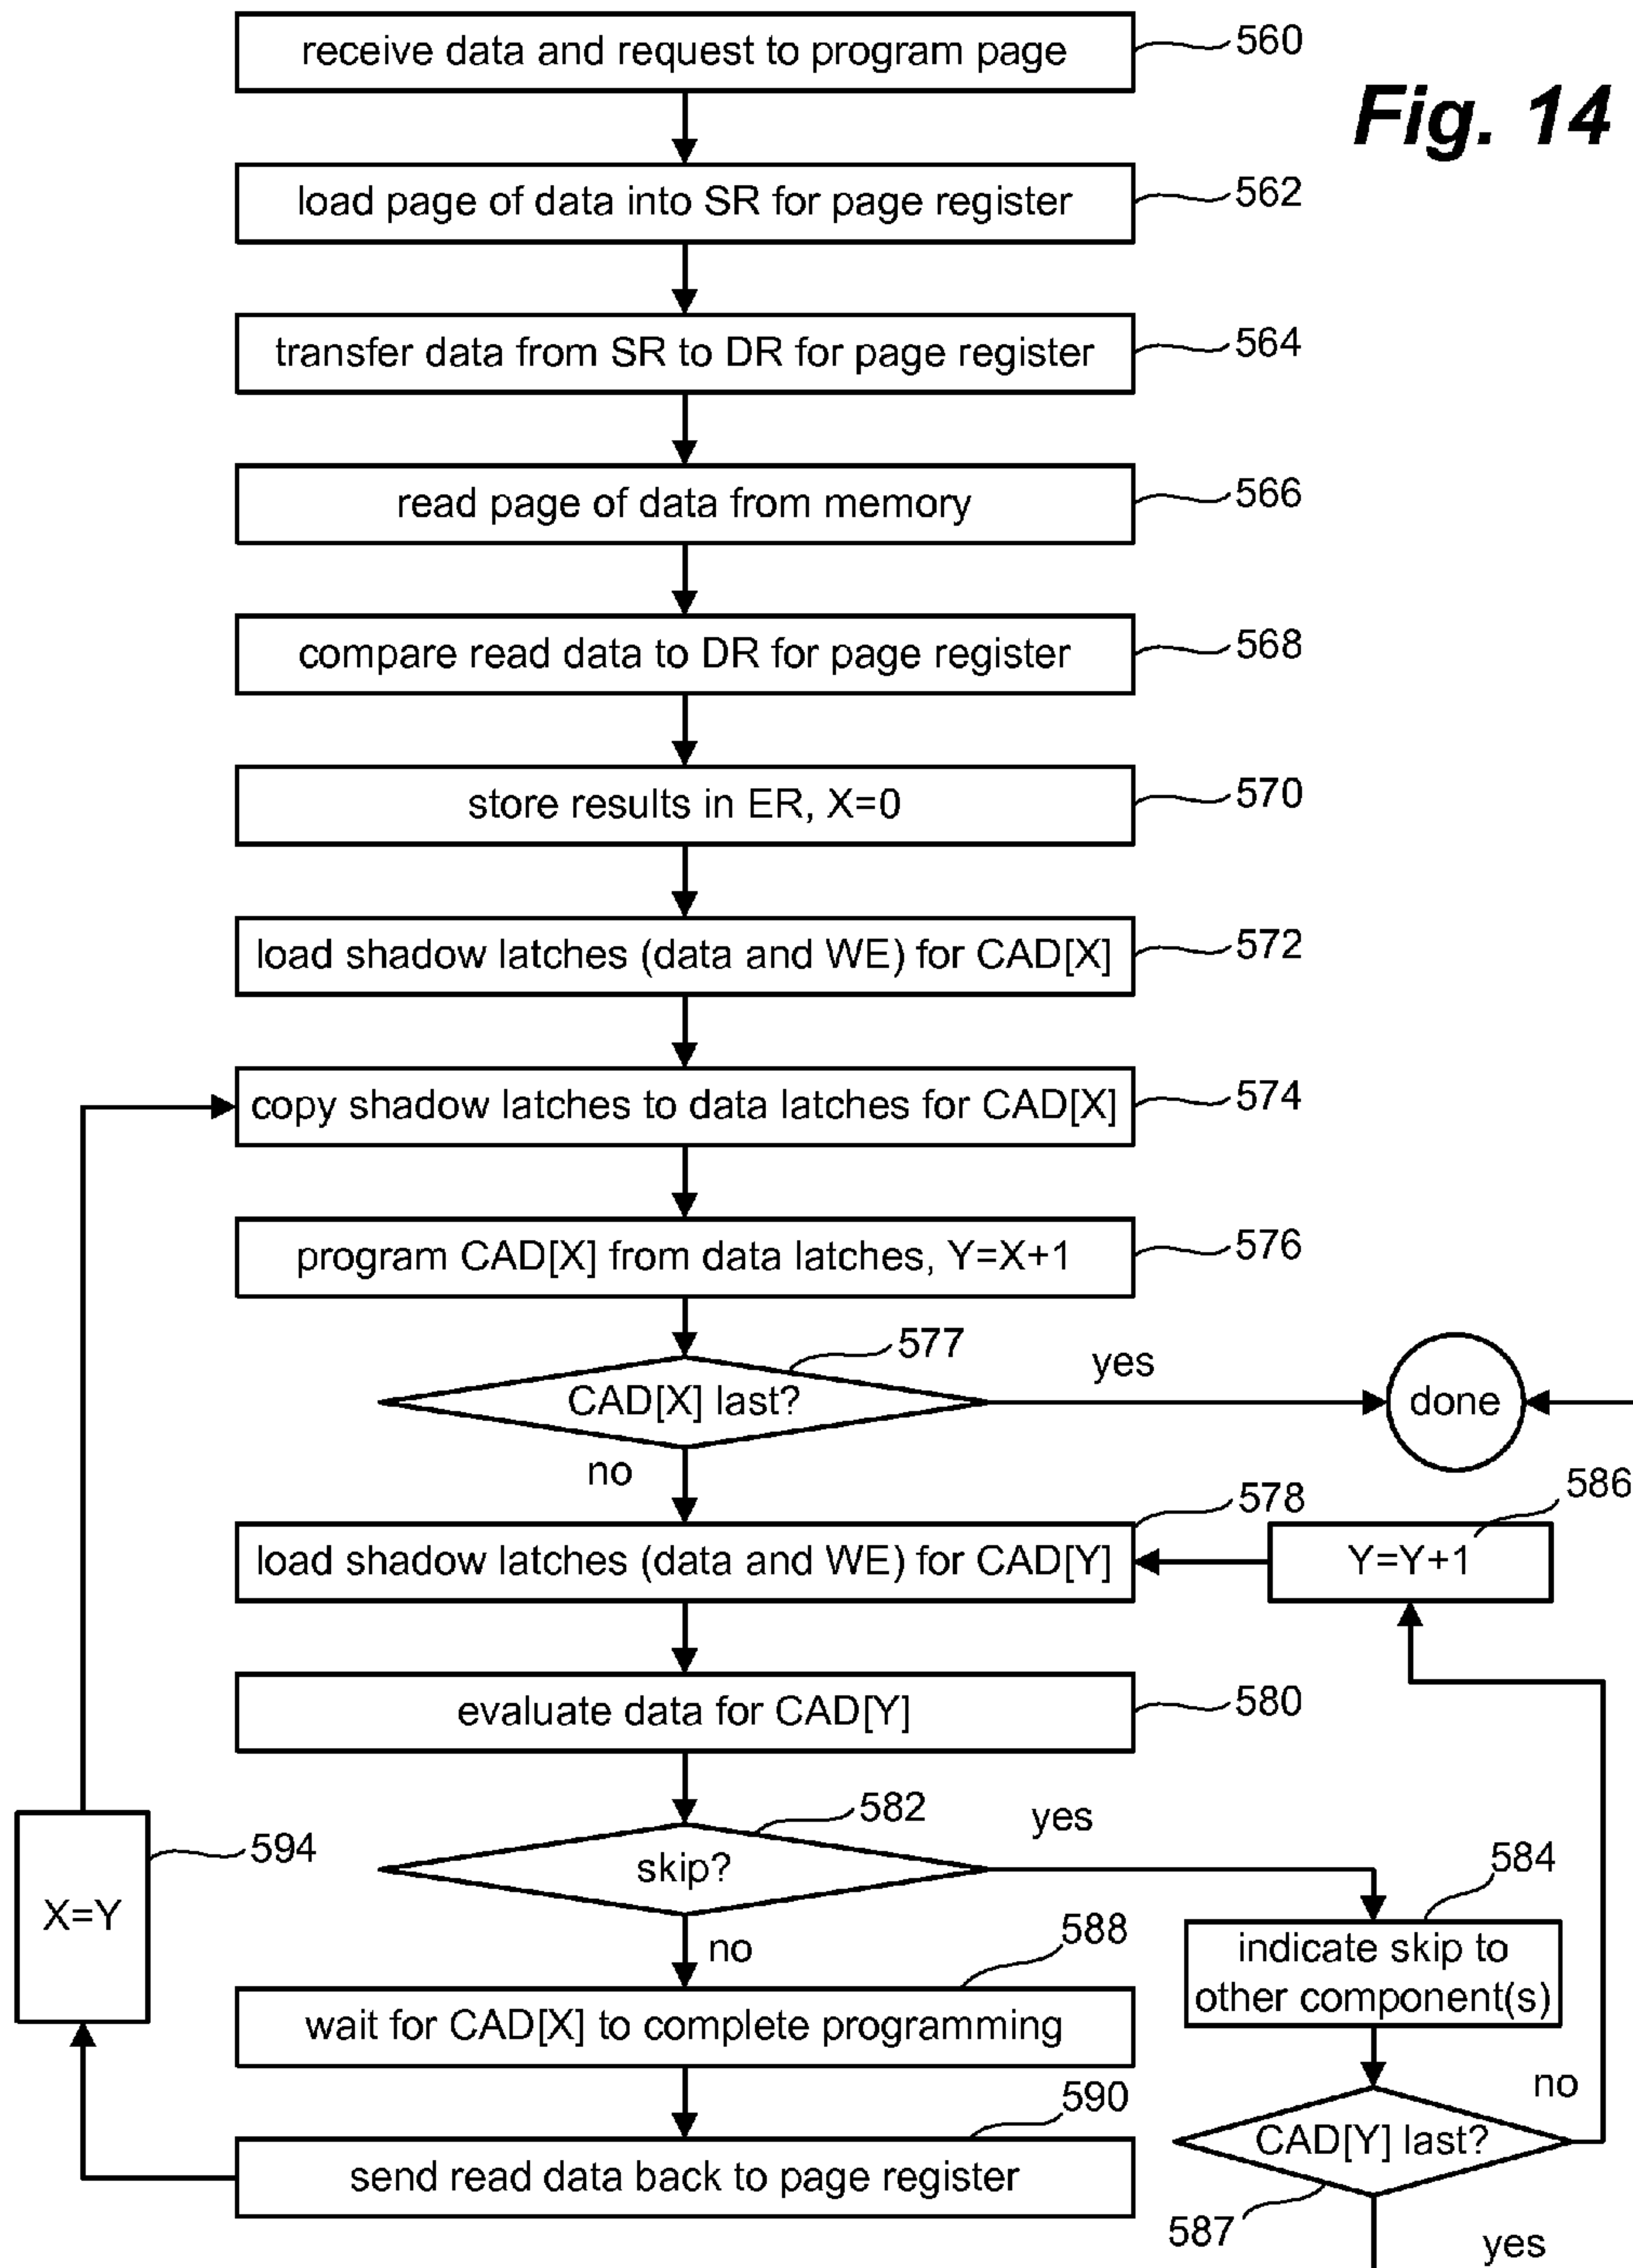 receive data and request to program page
560
Fig. 14
load page of data into SR for page register
562
transfer data from SR to DR for page register
564
read page of data from memory
566
compare read data to DR for page register
568
store results in ER, X=0
570
load shadow latches (data and WE) for CAD[X]
572
copy shadow latches to data latches for CAD[X]
574
program CAD[X] from data latches, Y=X+1
576
577
CAD[X] last?
yes
done
no
578
586
load shadow latches (data and WE) for CAD[Y]
Y=Y+1
evaluate data for CAD[Y]
580
582
skip?
yes
584
594
X=Y
no
588
indicate skip to
other component(s)
wait for CAD[X] to complete programming
590
no
CAD[Y] last?
send read data back to page register
587
yes